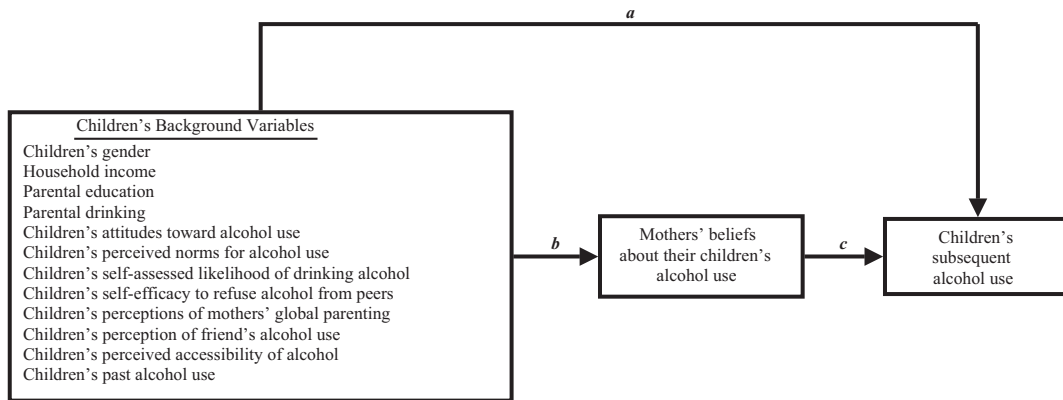 a
Children’s Background Variables
Children’s gender
Household income
Parental education
Parental drinking
Children’s attitudes toward alcohol use
Children’s perceived norms for alcohol use
Children’s self-assessed likelihood of drinking alcohol
Children’s self-efficacy to refuse alcohol from peers
Children’s perceptions of mothers’ global parenting
Children’s perception of friend’s alcohol use
Children’s perceived accessibility of alcohol
Children’s past alcohol use
b
Mothers’ beliefs
about their children’s
alcohol use
c
Children’s
subsequent
alcohol use